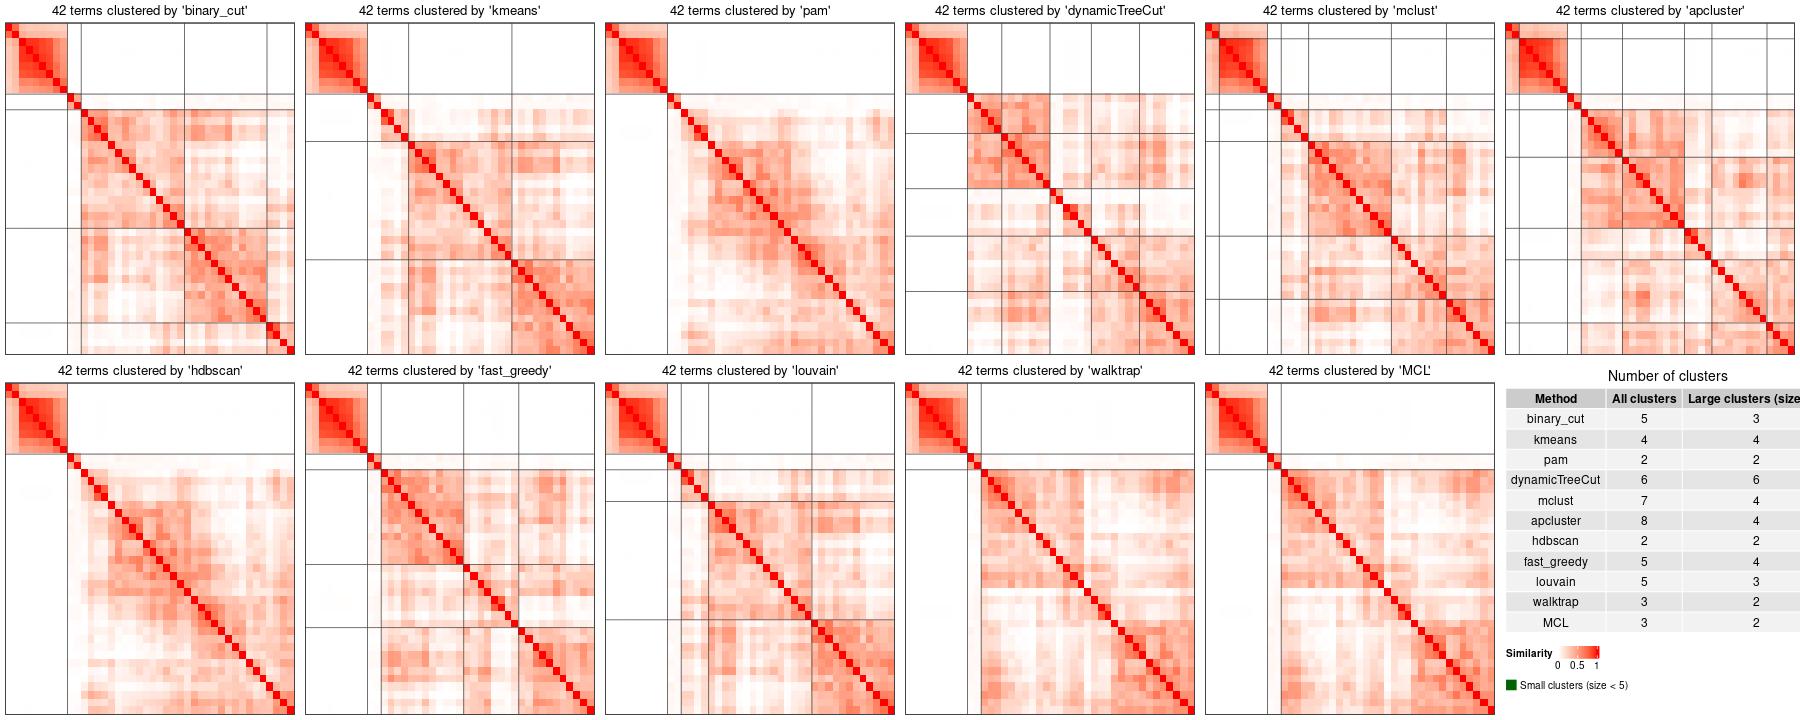 42 terms clustered by 'binary_cut'
42 terms clustered by 'kmeans'
42 terms clustered by 'pam'
42 terms clustered by 'dynamicTreeCut'
42 terms clustered by 'mclust'
42 terms clustered by 'apcluster'
42 terms clustered by 'hdbscan'
42 terms clustered by 'fast_greedy'
42 terms clustered by 'louvain'
42 terms clustered by 'walktrap'
42 terms clustered by 'MCL'
Number of clusters
Method All clusters Large clusters (size
binary_cut 5 3
kmeans 4 4
pam 2 2
dynamicTreeCut 6 6
mclust 7 4
apcluster 8 4
hdbscan 2 2
fast_greedy 5 4
louvain 5 3
walktrap 3 2
MCL 3 2
Similarity
0 0.5 1
Small clusters (size < 5)